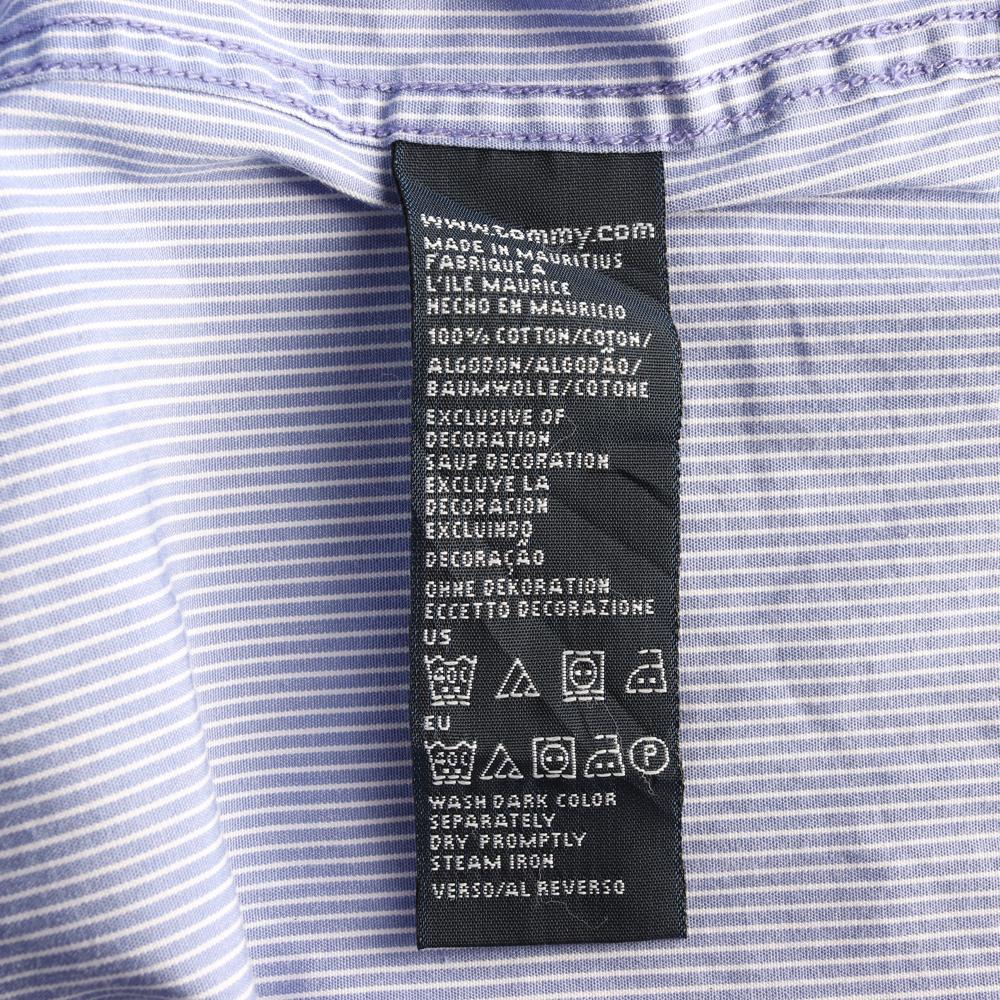 www.tommy.com
MADE IN MAURITIUS
FABRIQUE A
L'ILE MAURICE
HECHO EN MAURICIO
100% COTTON/COTON/
ALGODON/ALGODÃO/
BAUMWOLLE/COTONE
EXCLUSIVE OF
DECORATION
SAUF DECORATION
EXCLUYE LA
DECORACION
EXCLUINDO
DECORAÇÃO
OHNE DEKORATION
ECCETTO DECORAZIONE
US
40C
EU
40C P
WASH DARK COLOR
SEPARATELY
DRY PROMPTLY
STEAM IRON
VERSO/AL REVERSO